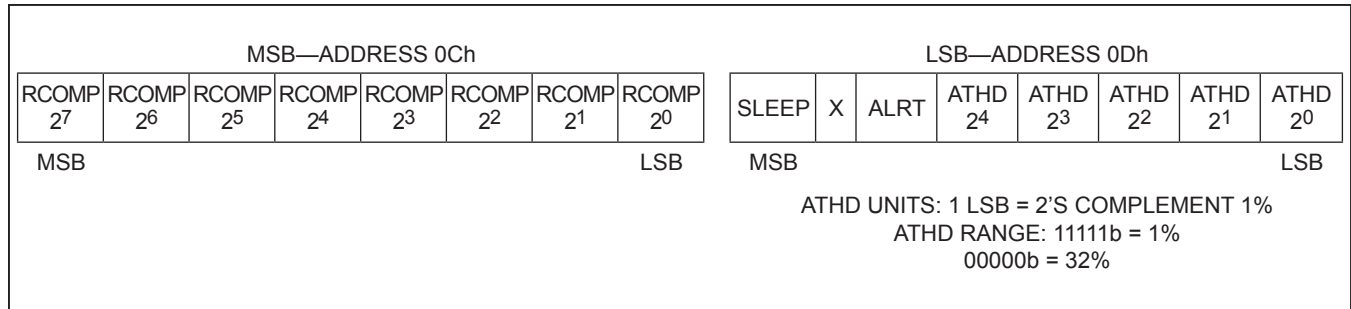 MSB—ADDRESS 0Ch
LSB—ADDRESS 0Dh
RCOMP RCOMP RCOMP RCOMP RCOMP RCOMP RCOMP RCOMP
2⁷ 2⁶ 2⁵ 2⁴ 2³ 2² 2¹ 2⁰
SLEEP X ALRT ATHD ATHD ATHD ATHD ATHD
2⁴ 2³ 2² 2¹ 2⁰
MSB LSB
MSB LSB
ATHD UNITS: 1 LSB = 2'S COMPLEMENT 1%
ATHD RANGE: 11111b = 1%
00000b = 32%